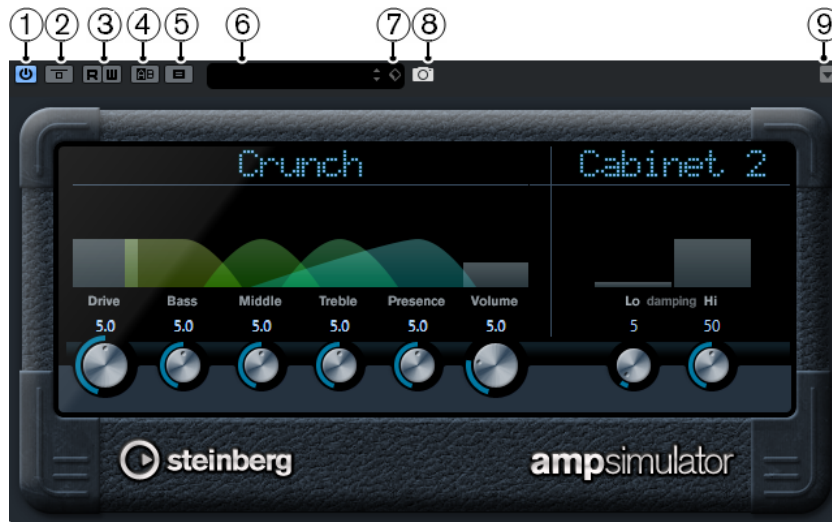 1 2 3 4 5 6 7 8 9
R W A B
Crunch Cabinet 2
Drive Bass Middle Treble Presence Volume Lo damping Hi
5.0 5.0 5.0 5.0 5.0 5.0 5 50
steinberg ampsimulator